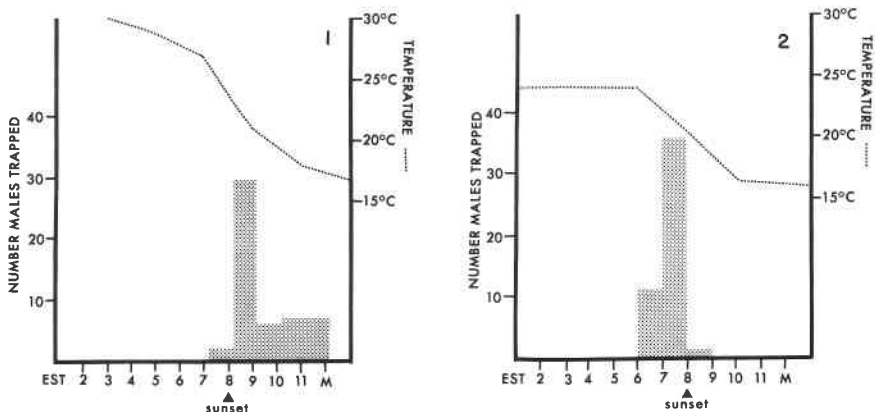 1
30°C
25°C
20°C
15°C
TEMPERATURE
NUMBER MALES TRAPPED
40
30
20
10
EST 2 3 4 5 6 7 8 9 10 11 M
sunset
2
30°C
25°C
20°C
15°C
TEMPERATURE
NUMBER MALES TRAPPED
40
30
20
10
EST 2 3 4 5 6 7 8 9 10 11 M
sunset